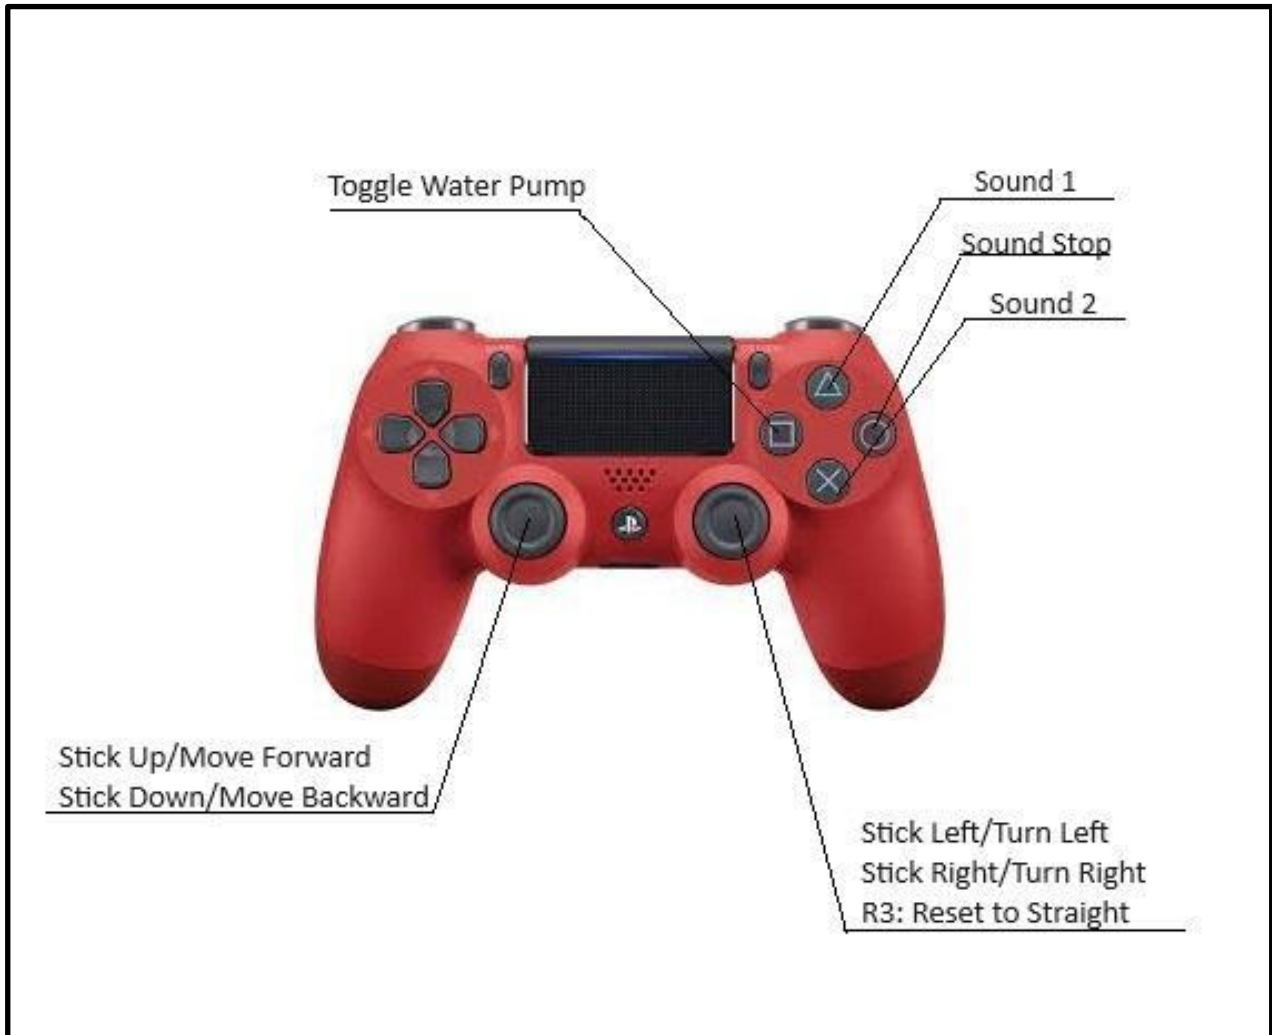 Toggle Water Pump
Sound 1
Sound Stop
Sound 2
Stick Up/Move Forward
Stick Down/Move Backward
Stick Left/Turn Left
Stick Right/Turn Right
R3: Reset to Straight